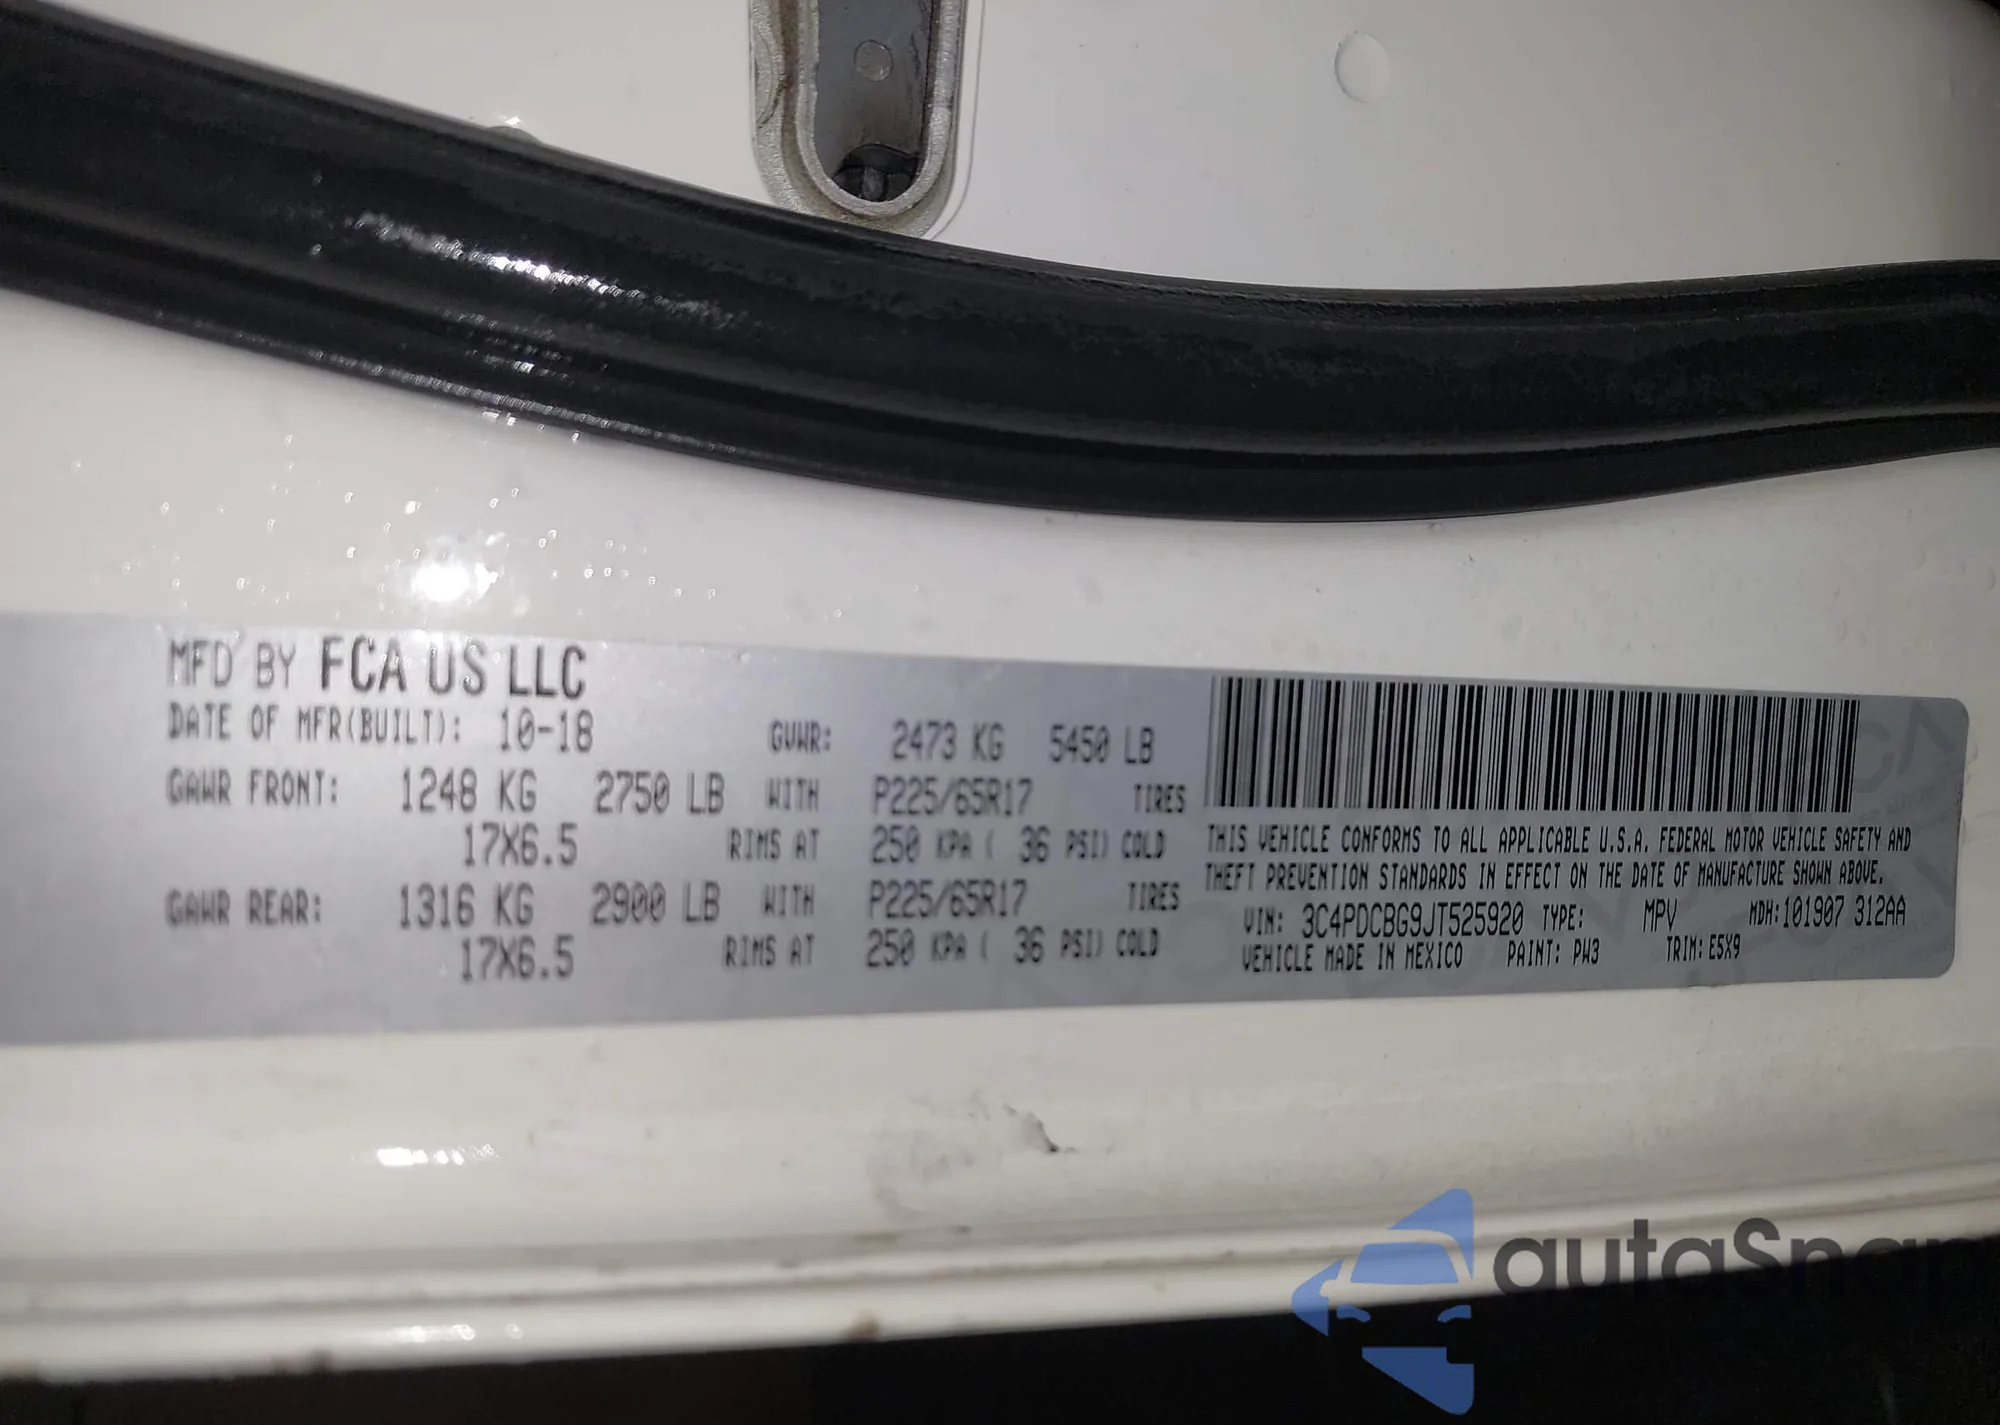 MFD BY FCA US LLC
DATE OF MFR(BUILT): 10-18 GVWR: 2473 KG 5450 LB
GAWR FRONT: 1248 KG 2750 LB WITH P225/65R17 TIRES
17X6.5 RIMS AT 250 KPA ( 36 PSI) COLD
GAWR REAR: 1316 KG 2900 LB WITH P225/65R17 TIRES
17X6.5 RIMS AT 250 KPA ( 36 PSI) COLD
THIS VEHICLE CONFORMS TO ALL APPLICABLE U.S.A. FEDERAL MOTOR VEHICLE SAFETY AND
THEFT PREVENTION STANDARDS IN EFFECT ON THE DATE OF MANUFACTURE SHOWN ABOVE.
VIN: 3C4PDCBG9JT525920 TYPE: MPV MDH:101907 312AA
VEHICLE MADE IN MEXICO PAINT: PW3 TRIM: E5X9
autoSnap